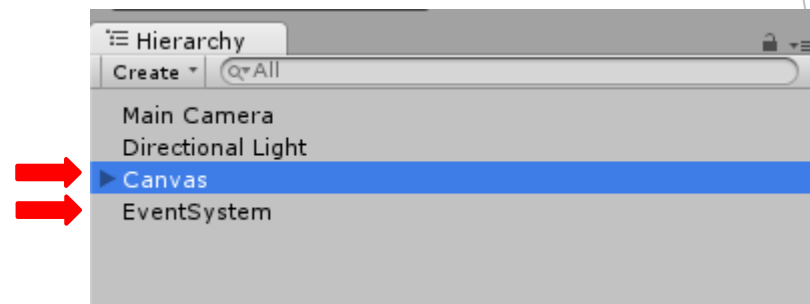 Hierarchy
Create All
Main Camera
Directional Light
Canvas
EventSystem